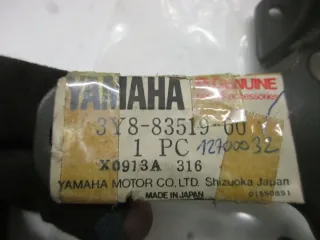 YAMAHA GENUINE
3Y8-83519-00
1 PC 12700032
X0913A 316
YAMAHA MOTOR CO., LTD. Shizuoka Japan
MADE IN JAPAN